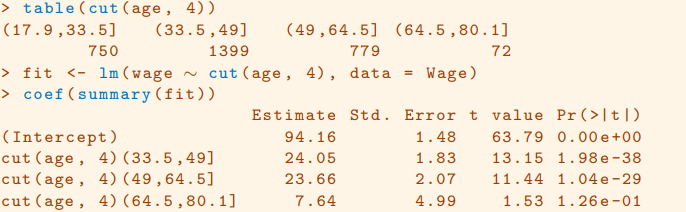 > table(cut(age, 4))
(17.9,33.5] (33.5,49] (49,64.5] (64.5,80.1]
750 1399 779 72
> fit <- lm(wage ∼ cut(age, 4), data = Wage)
> coef(summary(fit))
Estimate Std. Error t value Pr(>|t|)
(Intercept) 94.16 1.48 63.79 0.00e+00
cut(age, 4)(33.5,49] 24.05 1.83 13.15 1.98e-38
cut(age, 4)(49,64.5] 23.66 2.07 11.44 1.04e-29
cut(age, 4)(64.5,80.1] 7.64 4.99 1.53 1.26e-01